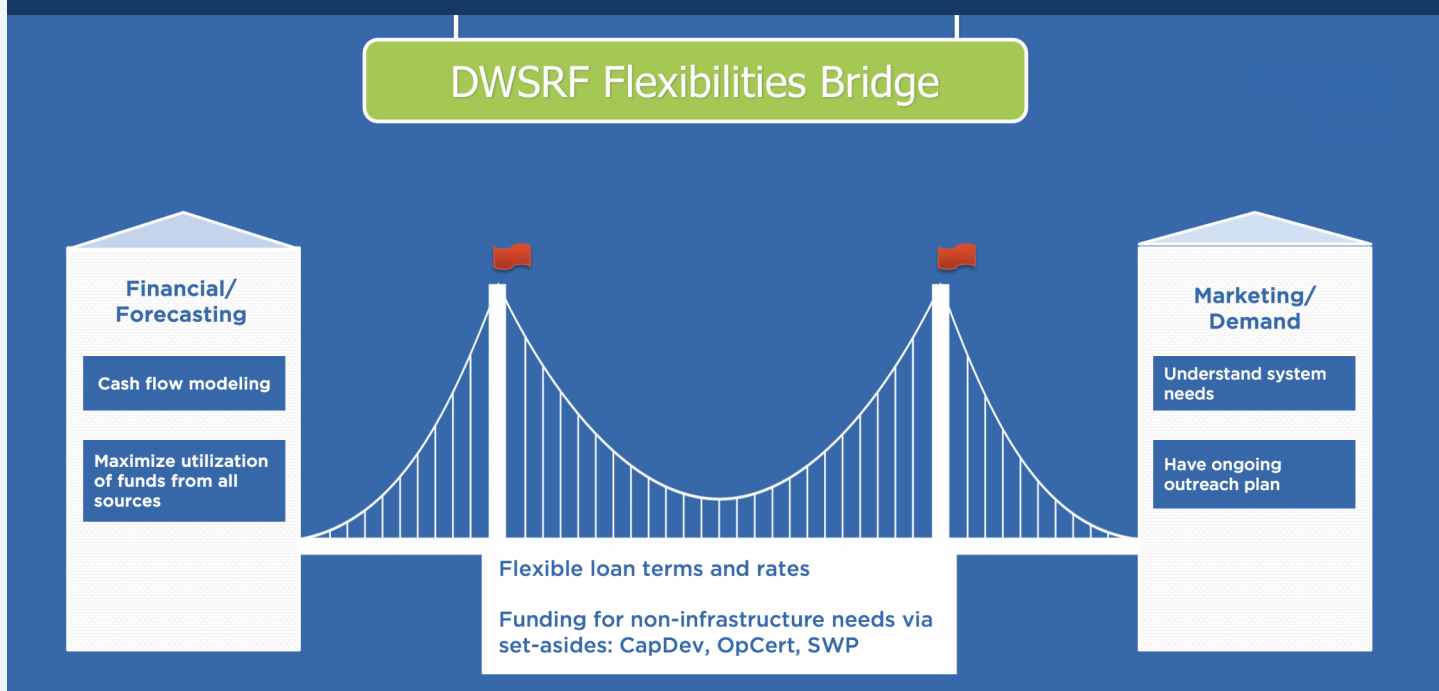 DWSRF Flexibilities Bridge
Financial/
Forecasting
Cash flow modeling
Maximize utilization
of funds from all
sources
Marketing/
Demand
Understand system
needs
Have ongoing
outreach plan
Flexible loan terms and rates
Funding for non-infrastructure needs via
set-asides: CapDev, OpCert, SWP